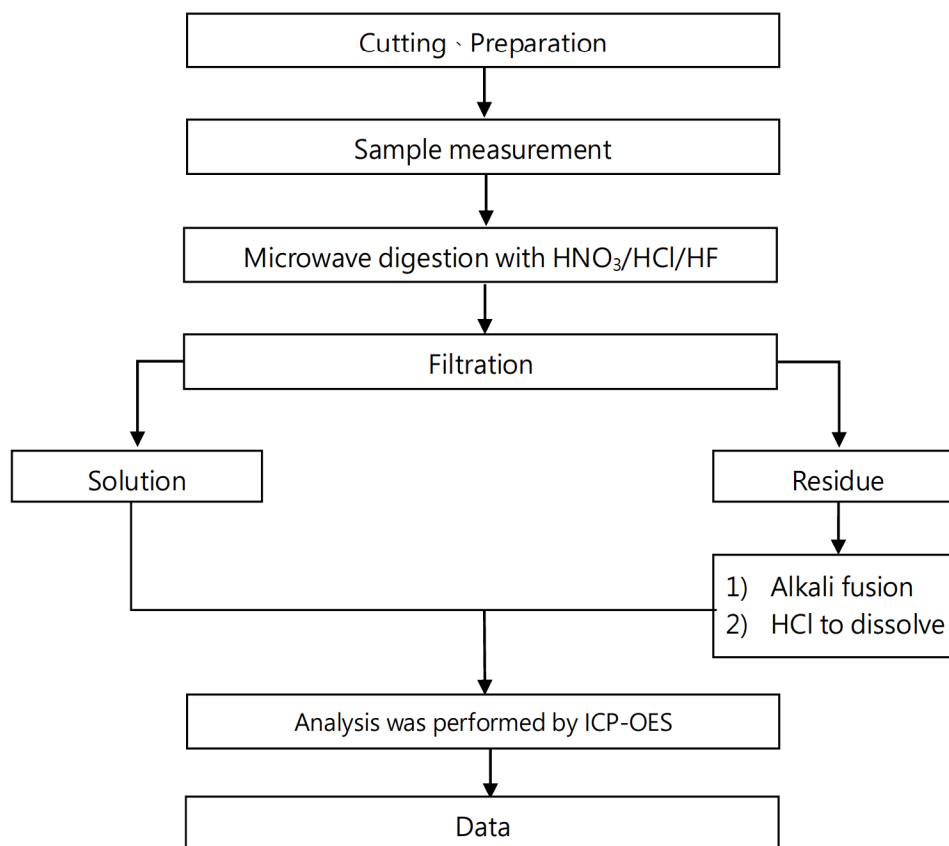 Cutting、Preparation
Sample measurement
Microwave digestion with HNO₃/HCl/HF
Filtration
Solution
Residue
1) Alkali fusion
2) HCl to dissolve
Analysis was performed by ICP-OES
Data